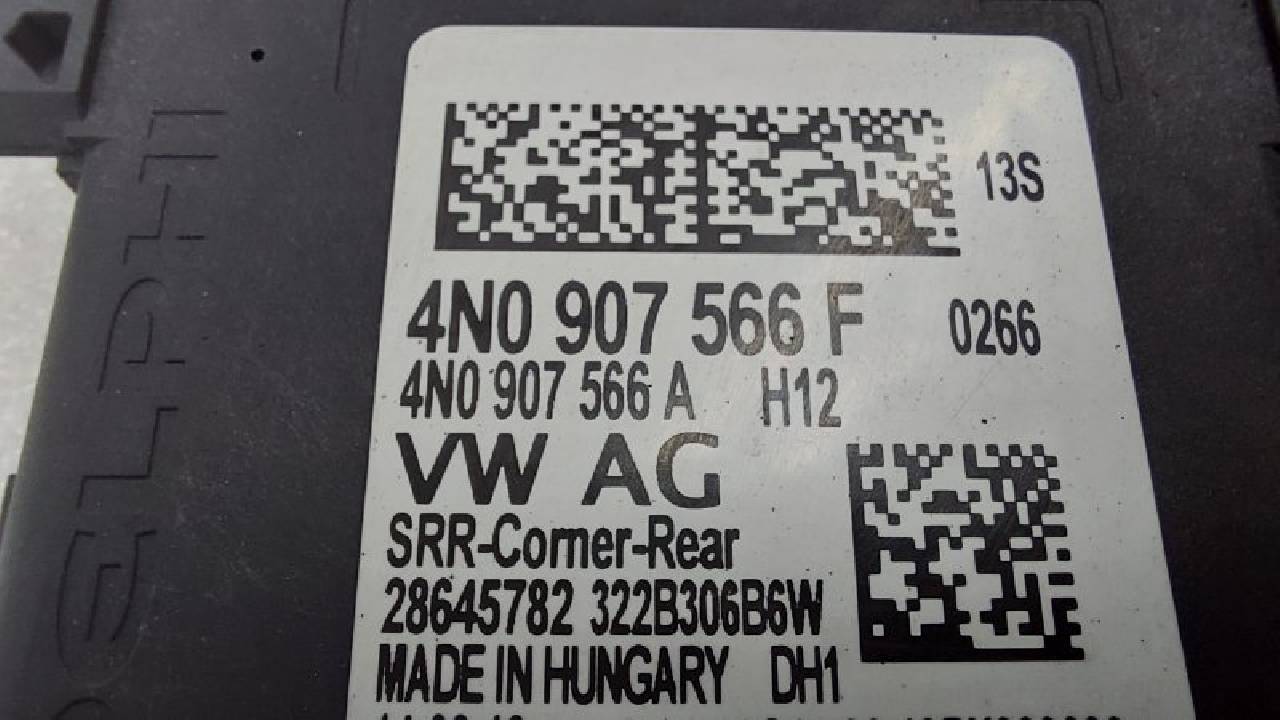 13S
4N0 907 566 F 0266
4N0 907 566 A H12
VW AG
SRR-Corner-Rear
28645782 322B306B6W
MADE IN HUNGARY DH1
DELPHI